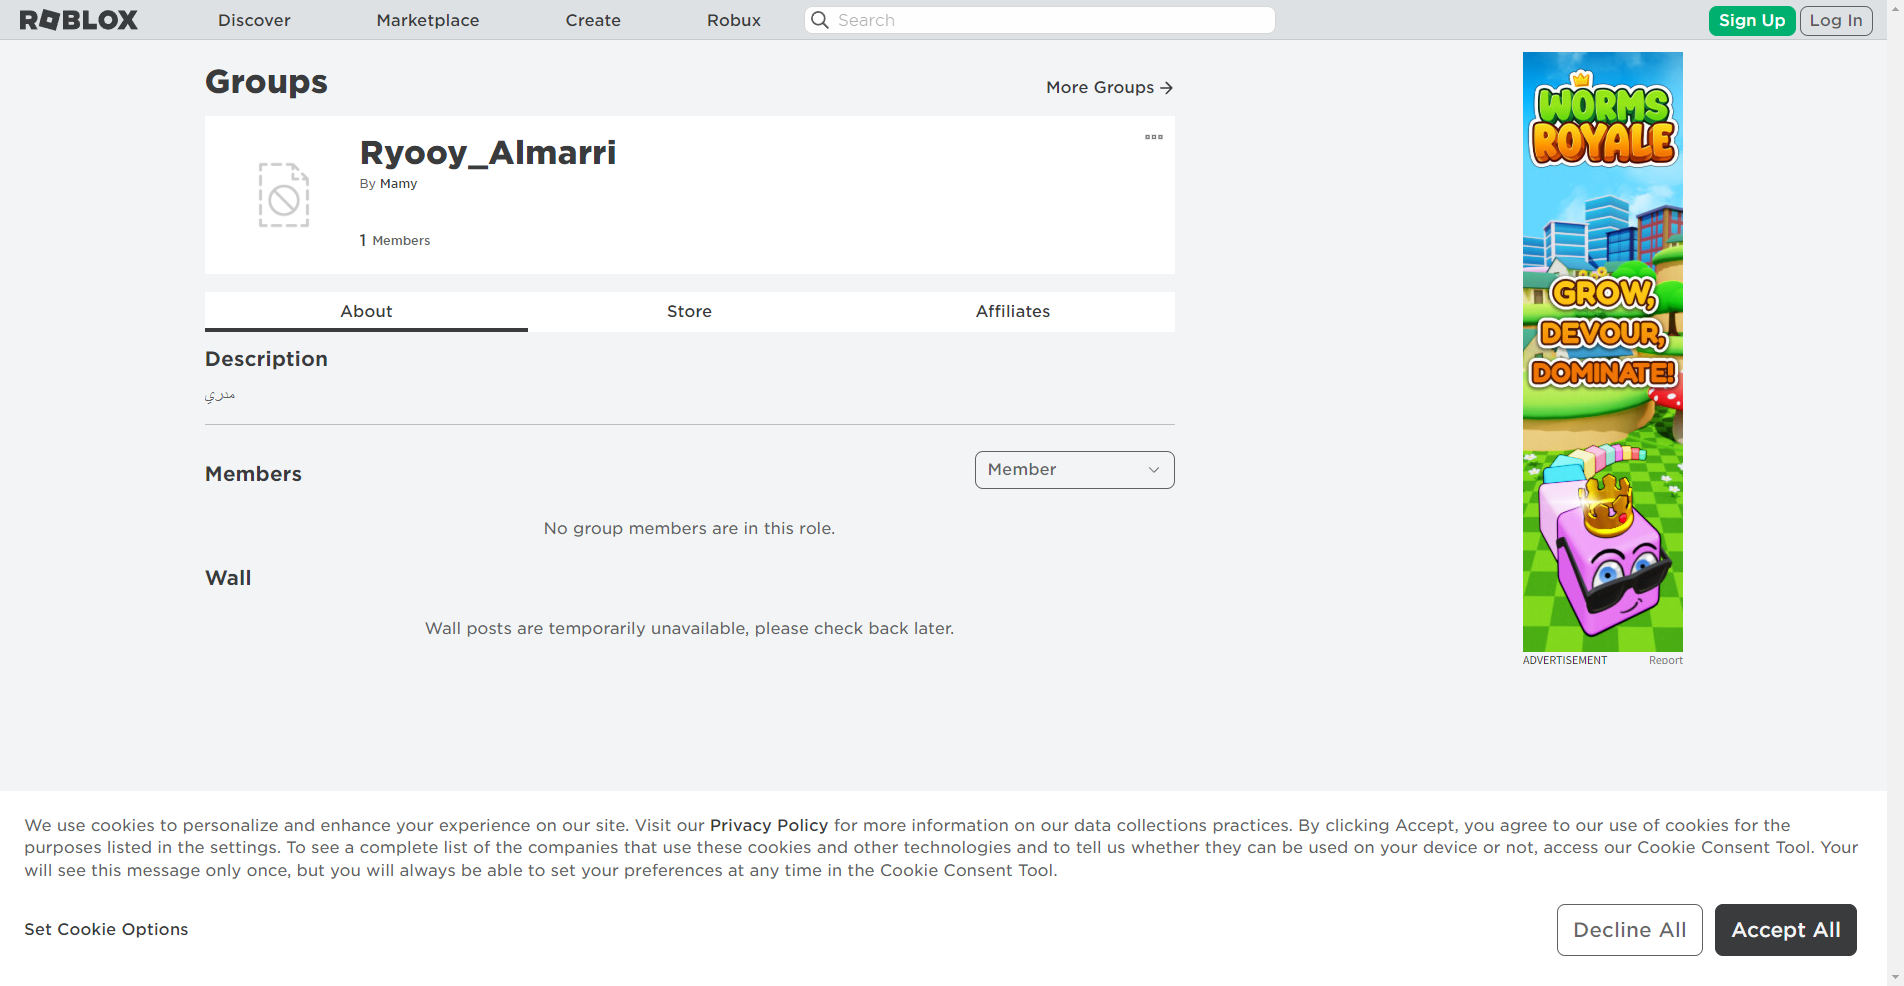 ROBLOX Discover Marketplace Create Robux Search Sign Up Log In
Groups
More Groups
Ryooy_Almarri
By Mamy
1 Members
About Store Affiliates
Description
مدري
Members
Member
No group members are in this role.
Wall
Wall posts are temporarily unavailable, please check back later.
WORMS
ROYALE
GROW,
DEVOUR,
DOMINATE!
ADVERTISEMENT Report
We use cookies to personalize and enhance your experience on our site. Visit our Privacy Policy for more information on our data collections practices. By clicking Accept, you agree to our use of cookies for the
purposes listed in the settings. To see a complete list of the companies that use these cookies and other technologies and to tell us whether they can be used on your device or not, access our Cookie Consent Tool. Your
will see this message only once, but you will always be able to set your preferences at any time in the Cookie Consent Tool.
Set Cookie Options
Decline All Accept All